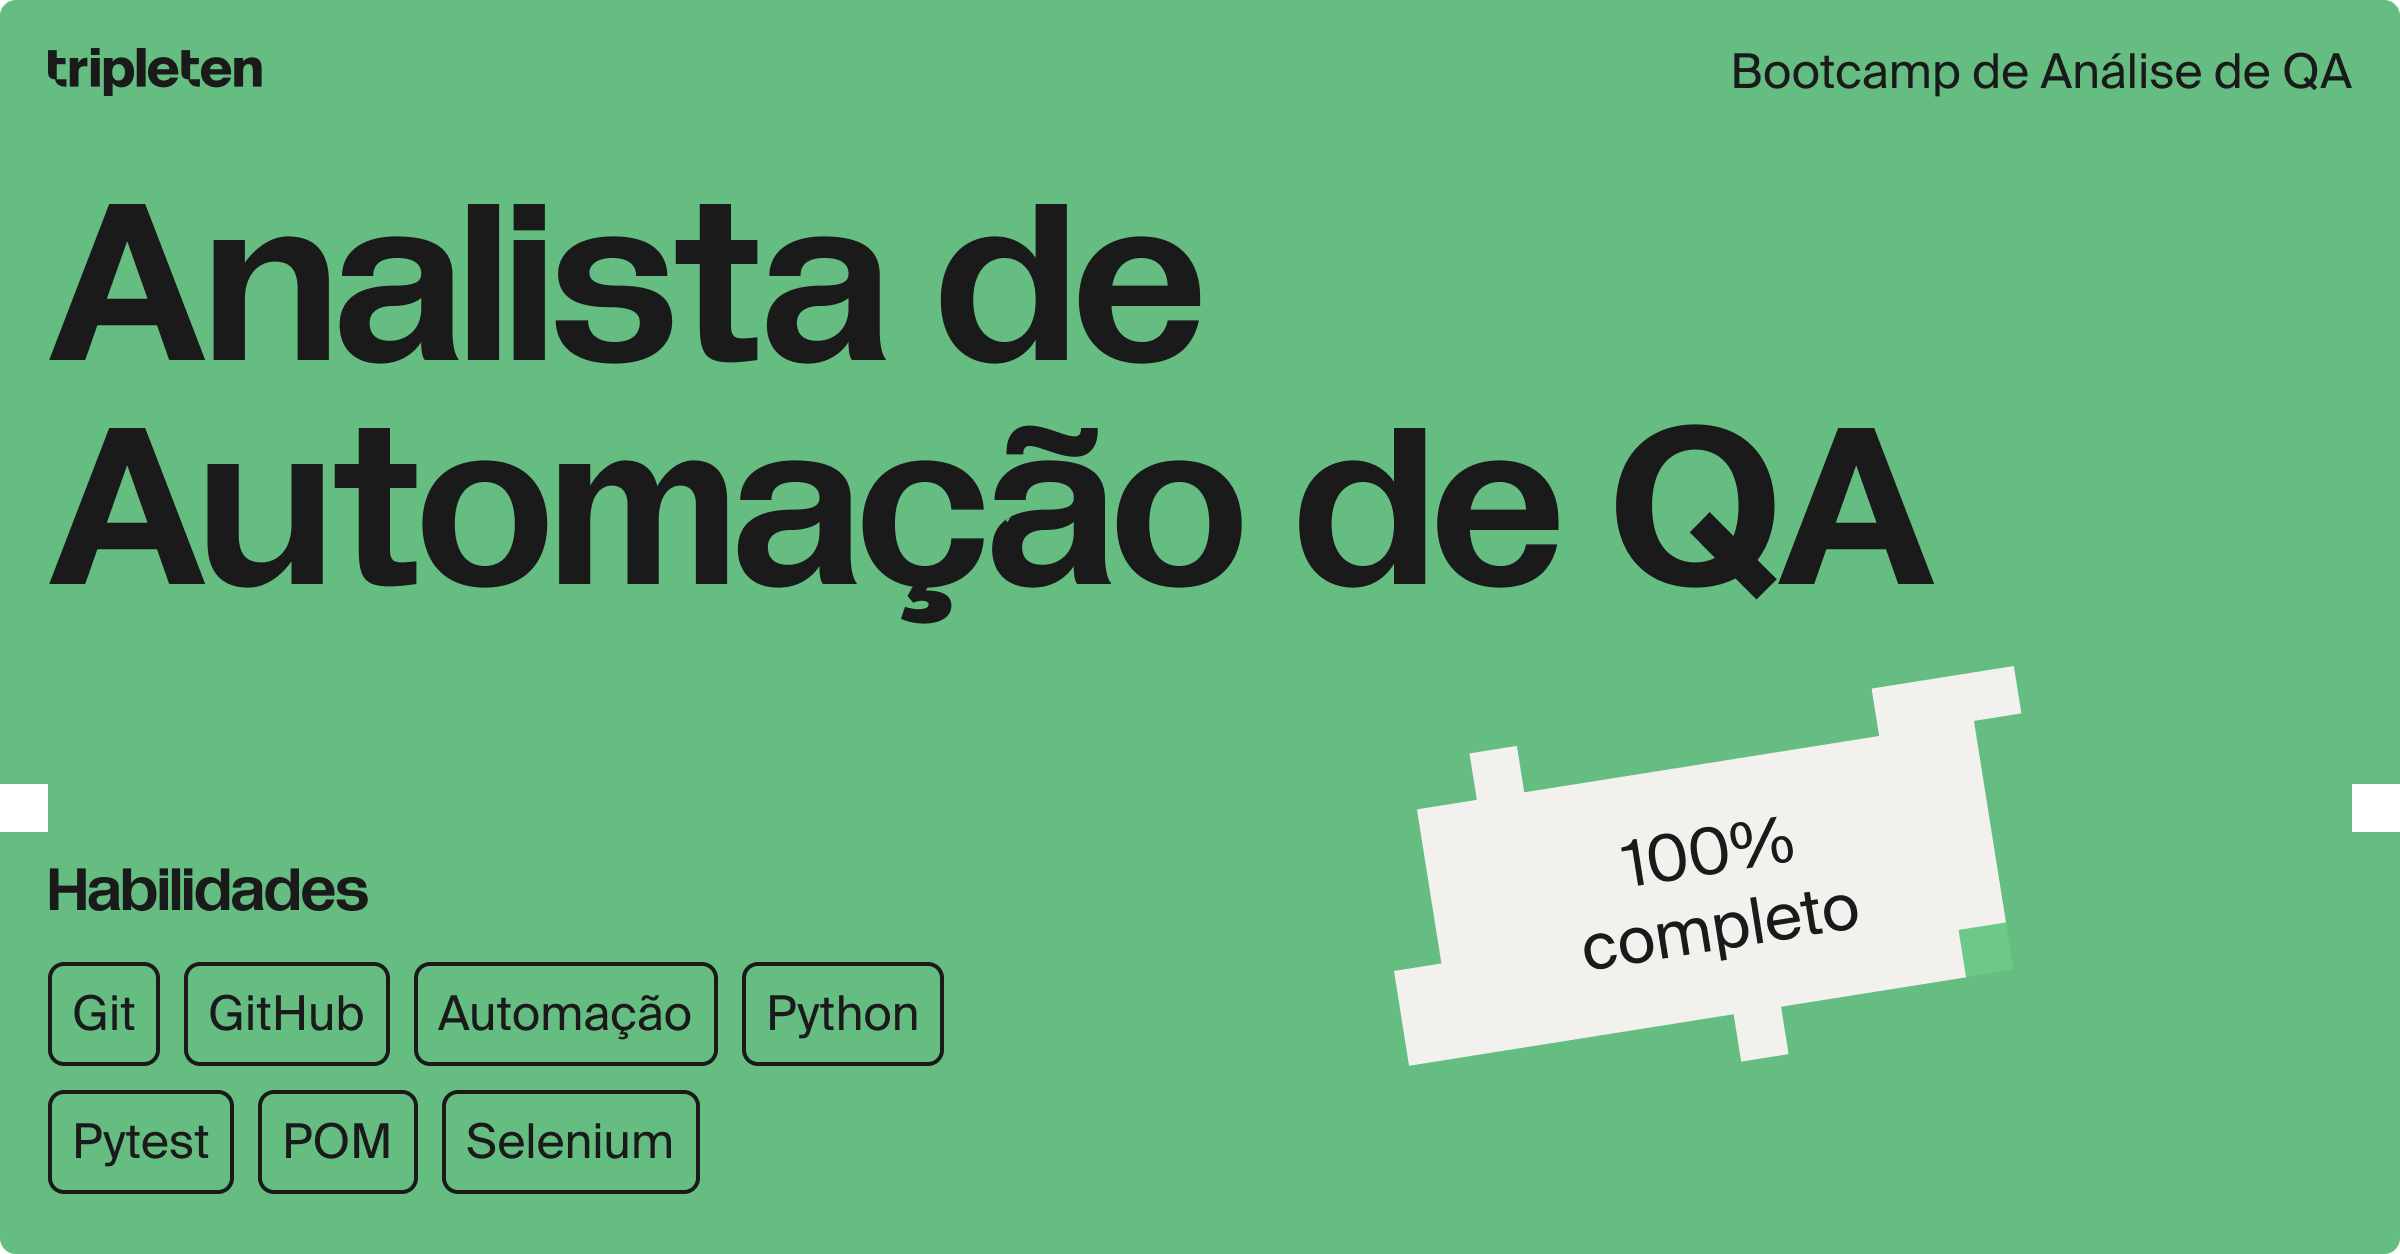 tripleten
Bootcamp de Análise de QA
Analista de
Automação de QA
100%
completo
Habilidades
Git GitHub Automação Python
Pytest POM Selenium